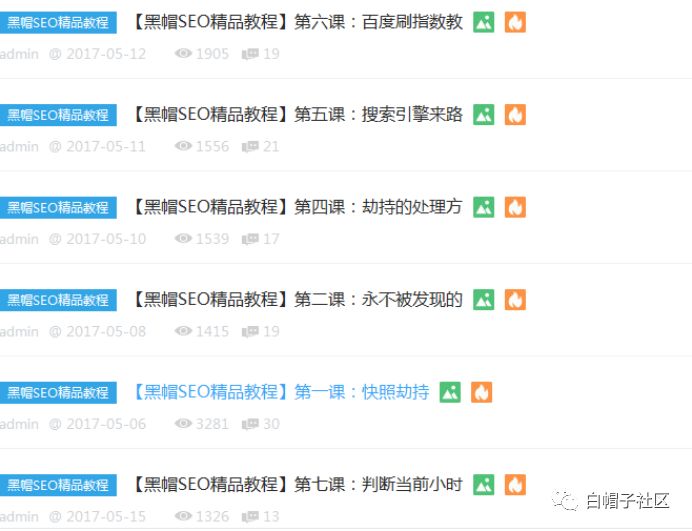 黑帽SEO精品教程 【黑帽SEO精品教程】第六课：百度刷指数教
admin @ 2017-05-12 1905 19
黑帽SEO精品教程 【黑帽SEO精品教程】第五课：搜索引擎来路
admin @ 2017-05-11 1556 21
黑帽SEO精品教程 【黑帽SEO精品教程】第四课：劫持的处理方
admin @ 2017-05-10 1539 17
黑帽SEO精品教程 【黑帽SEO精品教程】第二课：永不被发现的
admin @ 2017-05-08 1415 19
黑帽SEO精品教程 【黑帽SEO精品教程】第一课：快照劫持
admin @ 2017-05-06 3281 30
黑帽SEO精品教程 【黑帽SEO精品教程】第七课：判断当前小时
白帽子社区
admin @ 2017-05-15 1326 13